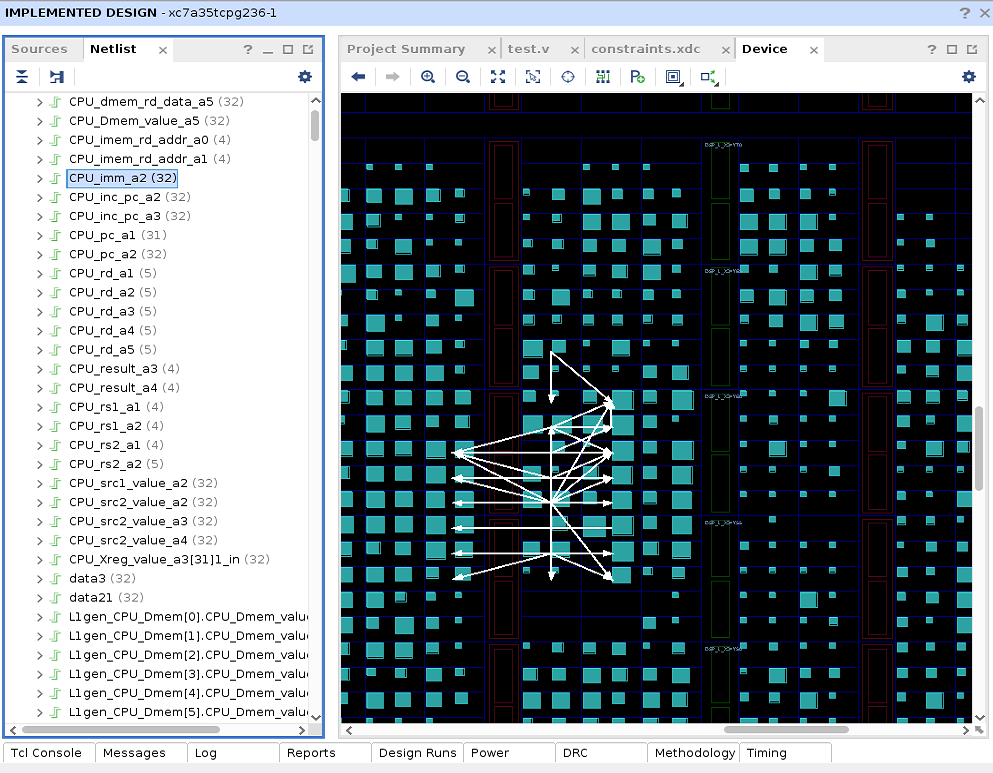 IMPLEMENTED DESIGN - xc7a35tcpg236-1
Sources
Netlist
Project Summary
test.v
constraints.xdc
Device
CPU_dmem_rd_data_a5 (32)
CPU_Dmem_value_a5 (32)
CPU_imem_rd_addr_a0 (4)
CPU_imem_rd_addr_a1 (4)
CPU_imm_a2 (32)
CPU_inc_pc_a2 (32)
CPU_inc_pc_a3 (32)
CPU_pc_a1 (31)
CPU_pc_a2 (32)
CPU_rd_a1 (5)
CPU_rd_a2 (5)
CPU_rd_a3 (5)
CPU_rd_a4 (5)
CPU_rd_a5 (5)
CPU_result_a3 (4)
CPU_result_a4 (4)
CPU_rs1_a1 (4)
CPU_rs1_a2 (4)
CPU_rs2_a1 (4)
CPU_rs2_a2 (5)
CPU_src1_value_a2 (32)
CPU_src2_value_a2 (32)
CPU_src2_value_a3 (32)
CPU_src2_value_a4 (32)
CPU_Xreg_value_a3[31]1_in (32)
data3 (32)
data21 (32)
L1gen_CPU_Dmem[0].CPU_Dmem_valu
L1gen_CPU_Dmem[1].CPU_Dmem_valu
L1gen_CPU_Dmem[2].CPU_Dmem_valu
L1gen_CPU_Dmem[3].CPU_Dmem_valu
L1gen_CPU_Dmem[4].CPU_Dmem_valu
L1gen_CPU_Dmem[5].CPU_Dmem_valu
Tcl Console
Messages
Log
Reports
Design Runs
Power
DRC
Methodology
Timing